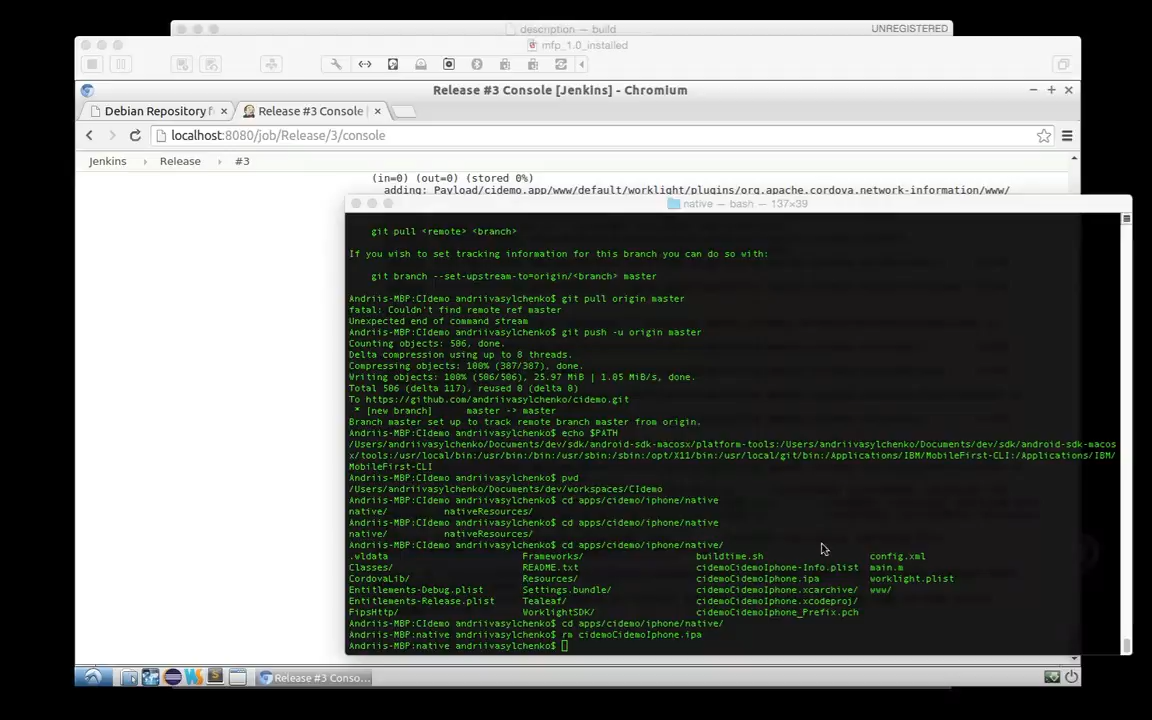 description — build
UNREGISTERED
mfp_1.0_installed
Release #3 Console [Jenkins] - Chromium
Debian Repository f
Release #3 Console
localhost:8080/job/Release/3/console
Jenkins
Release
#3
(in=0) (out=0) (stored 0%)
adding: Payload/cidemo.app/www/default/worklight/plugins/org.apache.cordova.network-information/www/
native — bash — 137×39
git pull <remote> <branch>
If you wish to set tracking information for this branch you can do so with:
git branch --set-upstream-to=origin/<branch> master
Andriis-MBP:CIdemo andriivasylchenko$ git pull origin master
fatal: Couldn't find remote ref master
Unexpected end of command stream
Andriis-MBP:CIdemo andriivasylchenko$ git push -u origin master
Counting objects: 506, done.
Delta compression using up to 8 threads.
Compressing objects: 100% (387/387), done.
Writing objects: 100% (506/506), 25.97 MiB | 1.05 MiB/s, done.
Total 506 (delta 117), reused 0 (delta 0)
To https://github.com/andriivasylchenko/cidemo.git
* [new branch]      master -> master
Branch master set up to track remote branch master from origin.
Andriis-MBP:CIdemo andriivasylchenko$ echo $PATH
/Users/andriivasylchenko/Documents/dev/sdk/android-sdk-macosx/platform-tools:/Users/andriivasylchenko/Documents/dev/sdk/android-sdk-macos
x/tools:/usr/local/bin:/usr/bin:/bin:/usr/sbin:/sbin:/opt/X11/bin:/usr/local/git/bin:/Applications/IBM/MobileFirst-CLI:/Applications/IBM/
MobileFirst-CLI
Andriis-MBP:CIdemo andriivasylchenko$ pwd
/Users/andriivasylchenko/Documents/dev/workspaces/CIdemo
Andriis-MBP:CIdemo andriivasylchenko$ cd apps/cidemo/iphone/native
native/          nativeResources/
Andriis-MBP:CIdemo andriivasylchenko$ cd apps/cidemo/iphone/native
native/          nativeResources/
Andriis-MBP:CIdemo andriivasylchenko$ cd apps/cidemo/iphone/native/
.wldata Frameworks/ buildtime.sh config.xml
Classes/ README.txt cidemoCidemoIphone-Info.plist main.m
CordovaLib/ Resources/ cidemoCidemoIphone.ipa worklight.plist
Entitlements-Debug.plist Settings.bundle/ cidemoCidemoIphone.xcarchive/ www/
Entitlements-Release.plist Tealeaf/ cidemoCidemoIphone.xcodeproj/
FipsHttp/ WorklightSDK/ cidemoCidemoIphone_Prefix.pch
Andriis-MBP:CIdemo andriivasylchenko$ cd apps/cidemo/iphone/native/
Andriis-MBP:native andriivasylchenko$ rm cidemoCidemoIphone.ipa
Andriis-MBP:native andriivasylchenko$
Release #3 Conso...